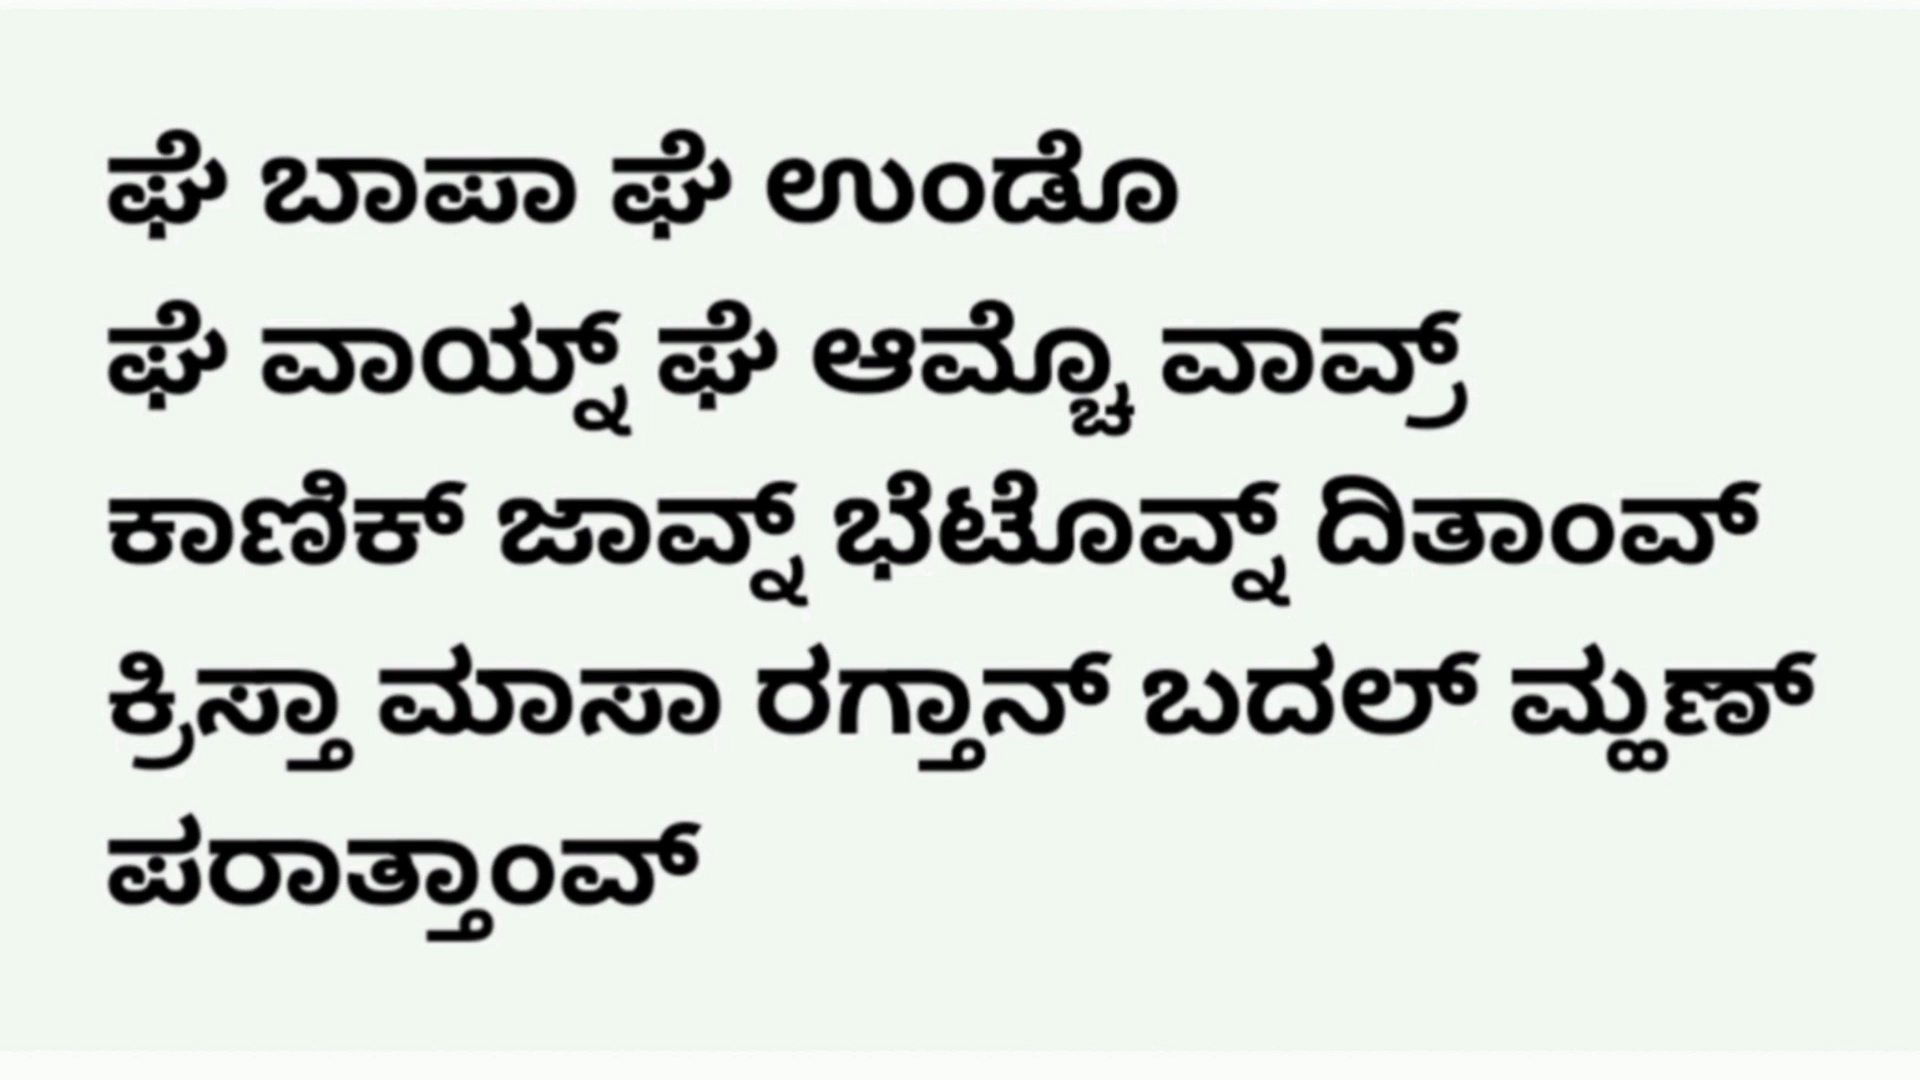 ಘೆ ಬಾಪಾ ಘೆ ಉಂಡೊ
ಘೆ ವಾಯ್ನ್ ಘೆ ಆಮ್ಚೊ ವಾವ್ರ್
ಕಾಣಿಕ್ ಜಾವ್ನ್ ಭೆಟೊವ್ನ್ ದಿತಾಂವ್
ಕ್ರಿಸ್ತಾ ಮಾಸಾ ರಗ್ತಾನ್ ಬದಲ್ ಮ್ಹಣ್
ಪರಾತ್ತಾಂವ್